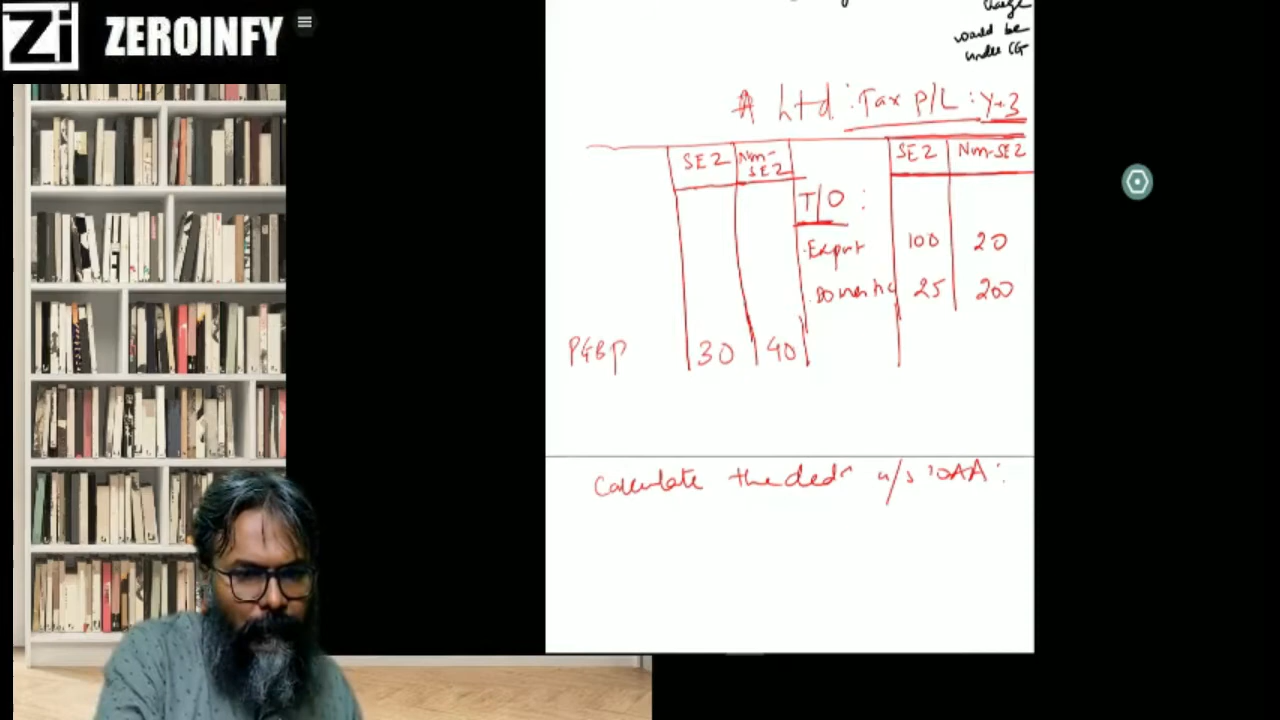 Zi ZEROINFY
would be
under CG
A Ltd : Tax P/L : Y-3
SEZ Non-SEZ SEZ Non-SEZ
T/O :
Export 100 20
Domestic 25 200
PGBP 30 40
Calculate the dedn u/s 10AA :